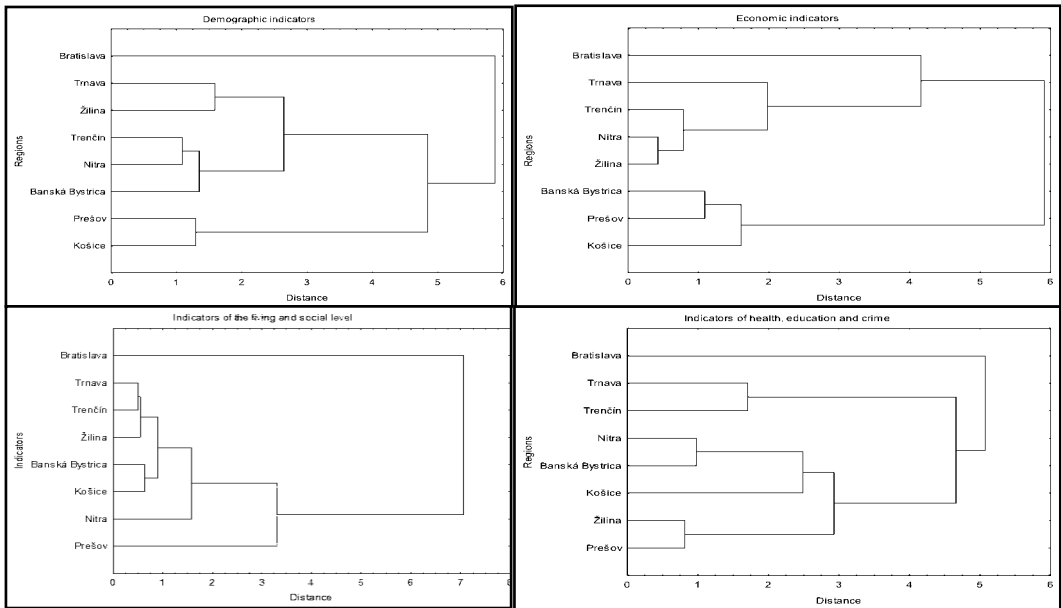 Demographic indicators
Bratislava
Trnava
Žilina
Trenčín
Nitra
Banská Bystrica
Prešov
Košice
Regions
0 1 2 3 4 5 6
Distance
Economic indicators
Bratislava
Trnava
Trenčín
Nitra
Žilina
Banská Bystrica
Prešov
Košice
Regions
0 1 2 3 4 5 6
Distance
Indicators of the living and social level
Bratislava
Trnava
Trenčín
Žilina
Banská Bystrica
Košice
Nitra
Prešov
Indicators
0 1 2 3 4 5 6 7 8
Distance
Indicators of health, education and crime
Bratislava
Trnava
Trenčín
Nitra
Banská Bystrica
Košice
Žilina
Prešov
Regions
0 1 2 3 4 5 6
Distance